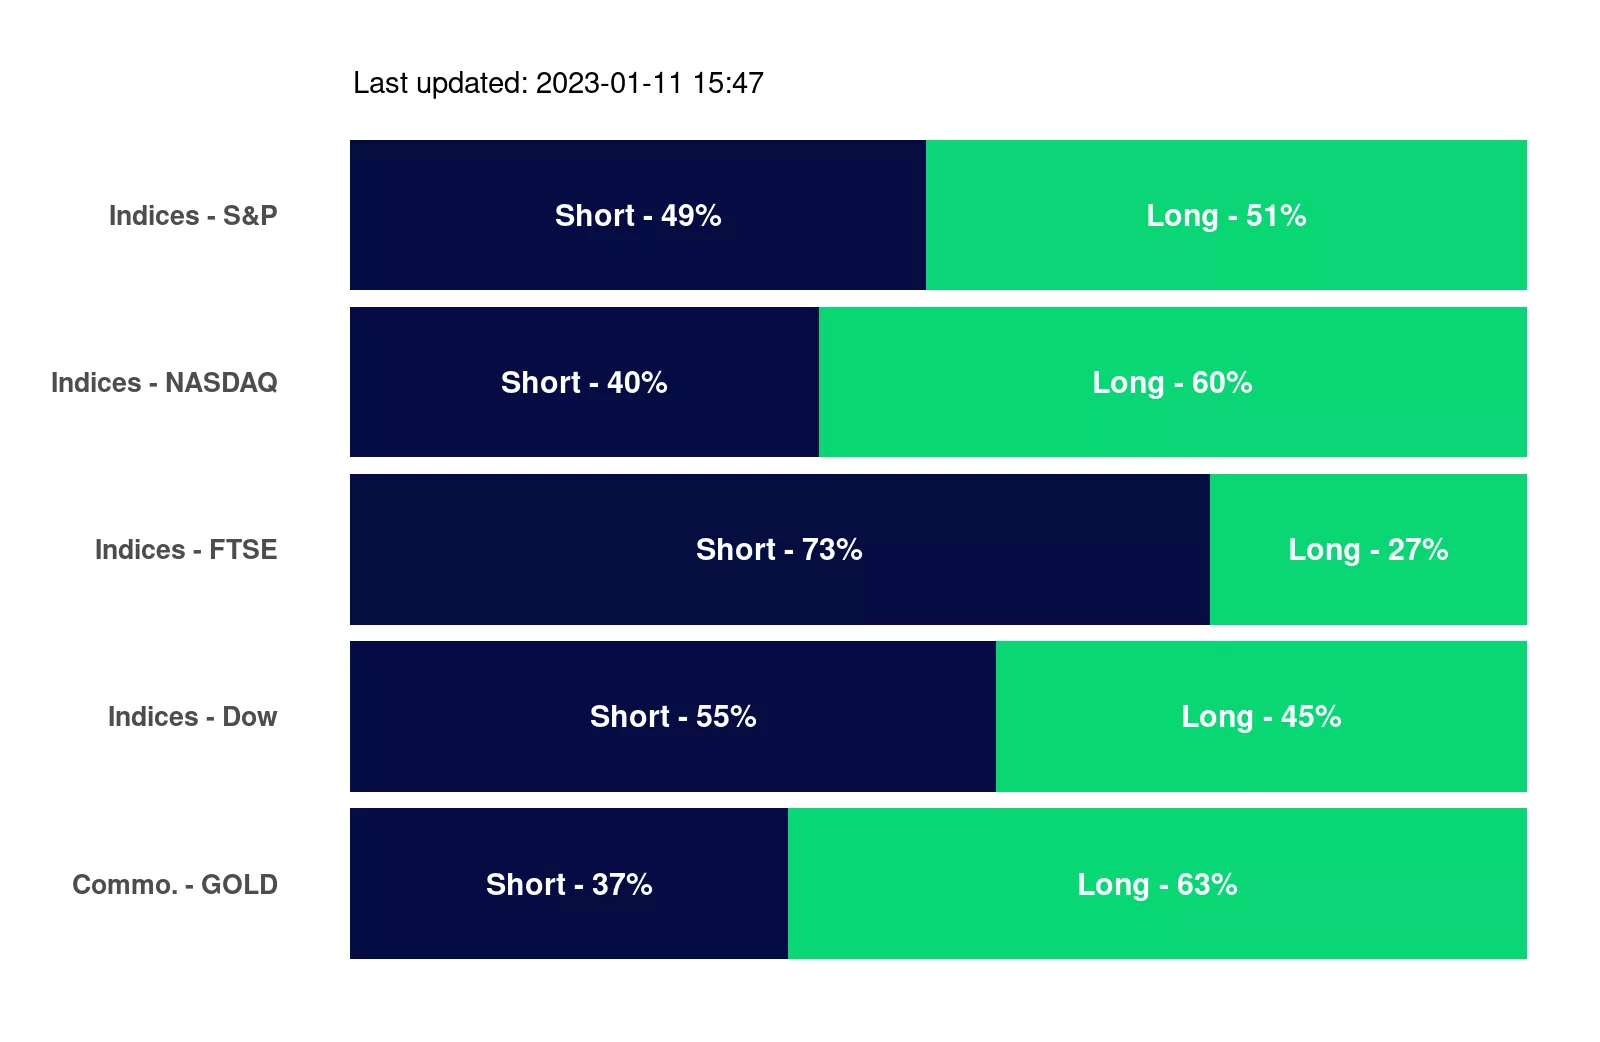 Last updated: 2023-01-11 15:47
Indices - S&P Short - 49% Long - 51%
Indices - NASDAQ Short - 40% Long - 60%
Indices - FTSE Short - 73% Long - 27%
Indices - Dow Short - 55% Long - 45%
Commo. - GOLD Short - 37% Long - 63%